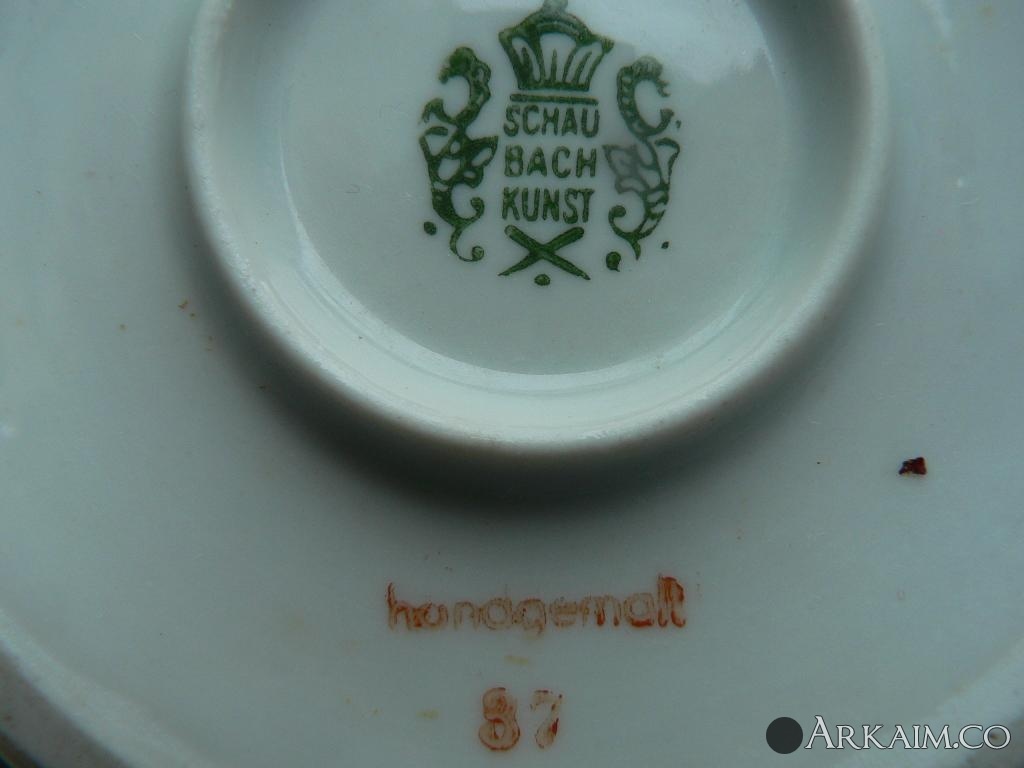 SCHAU
BACH
KUNST
handgemalt
87
ARKAIM.CO